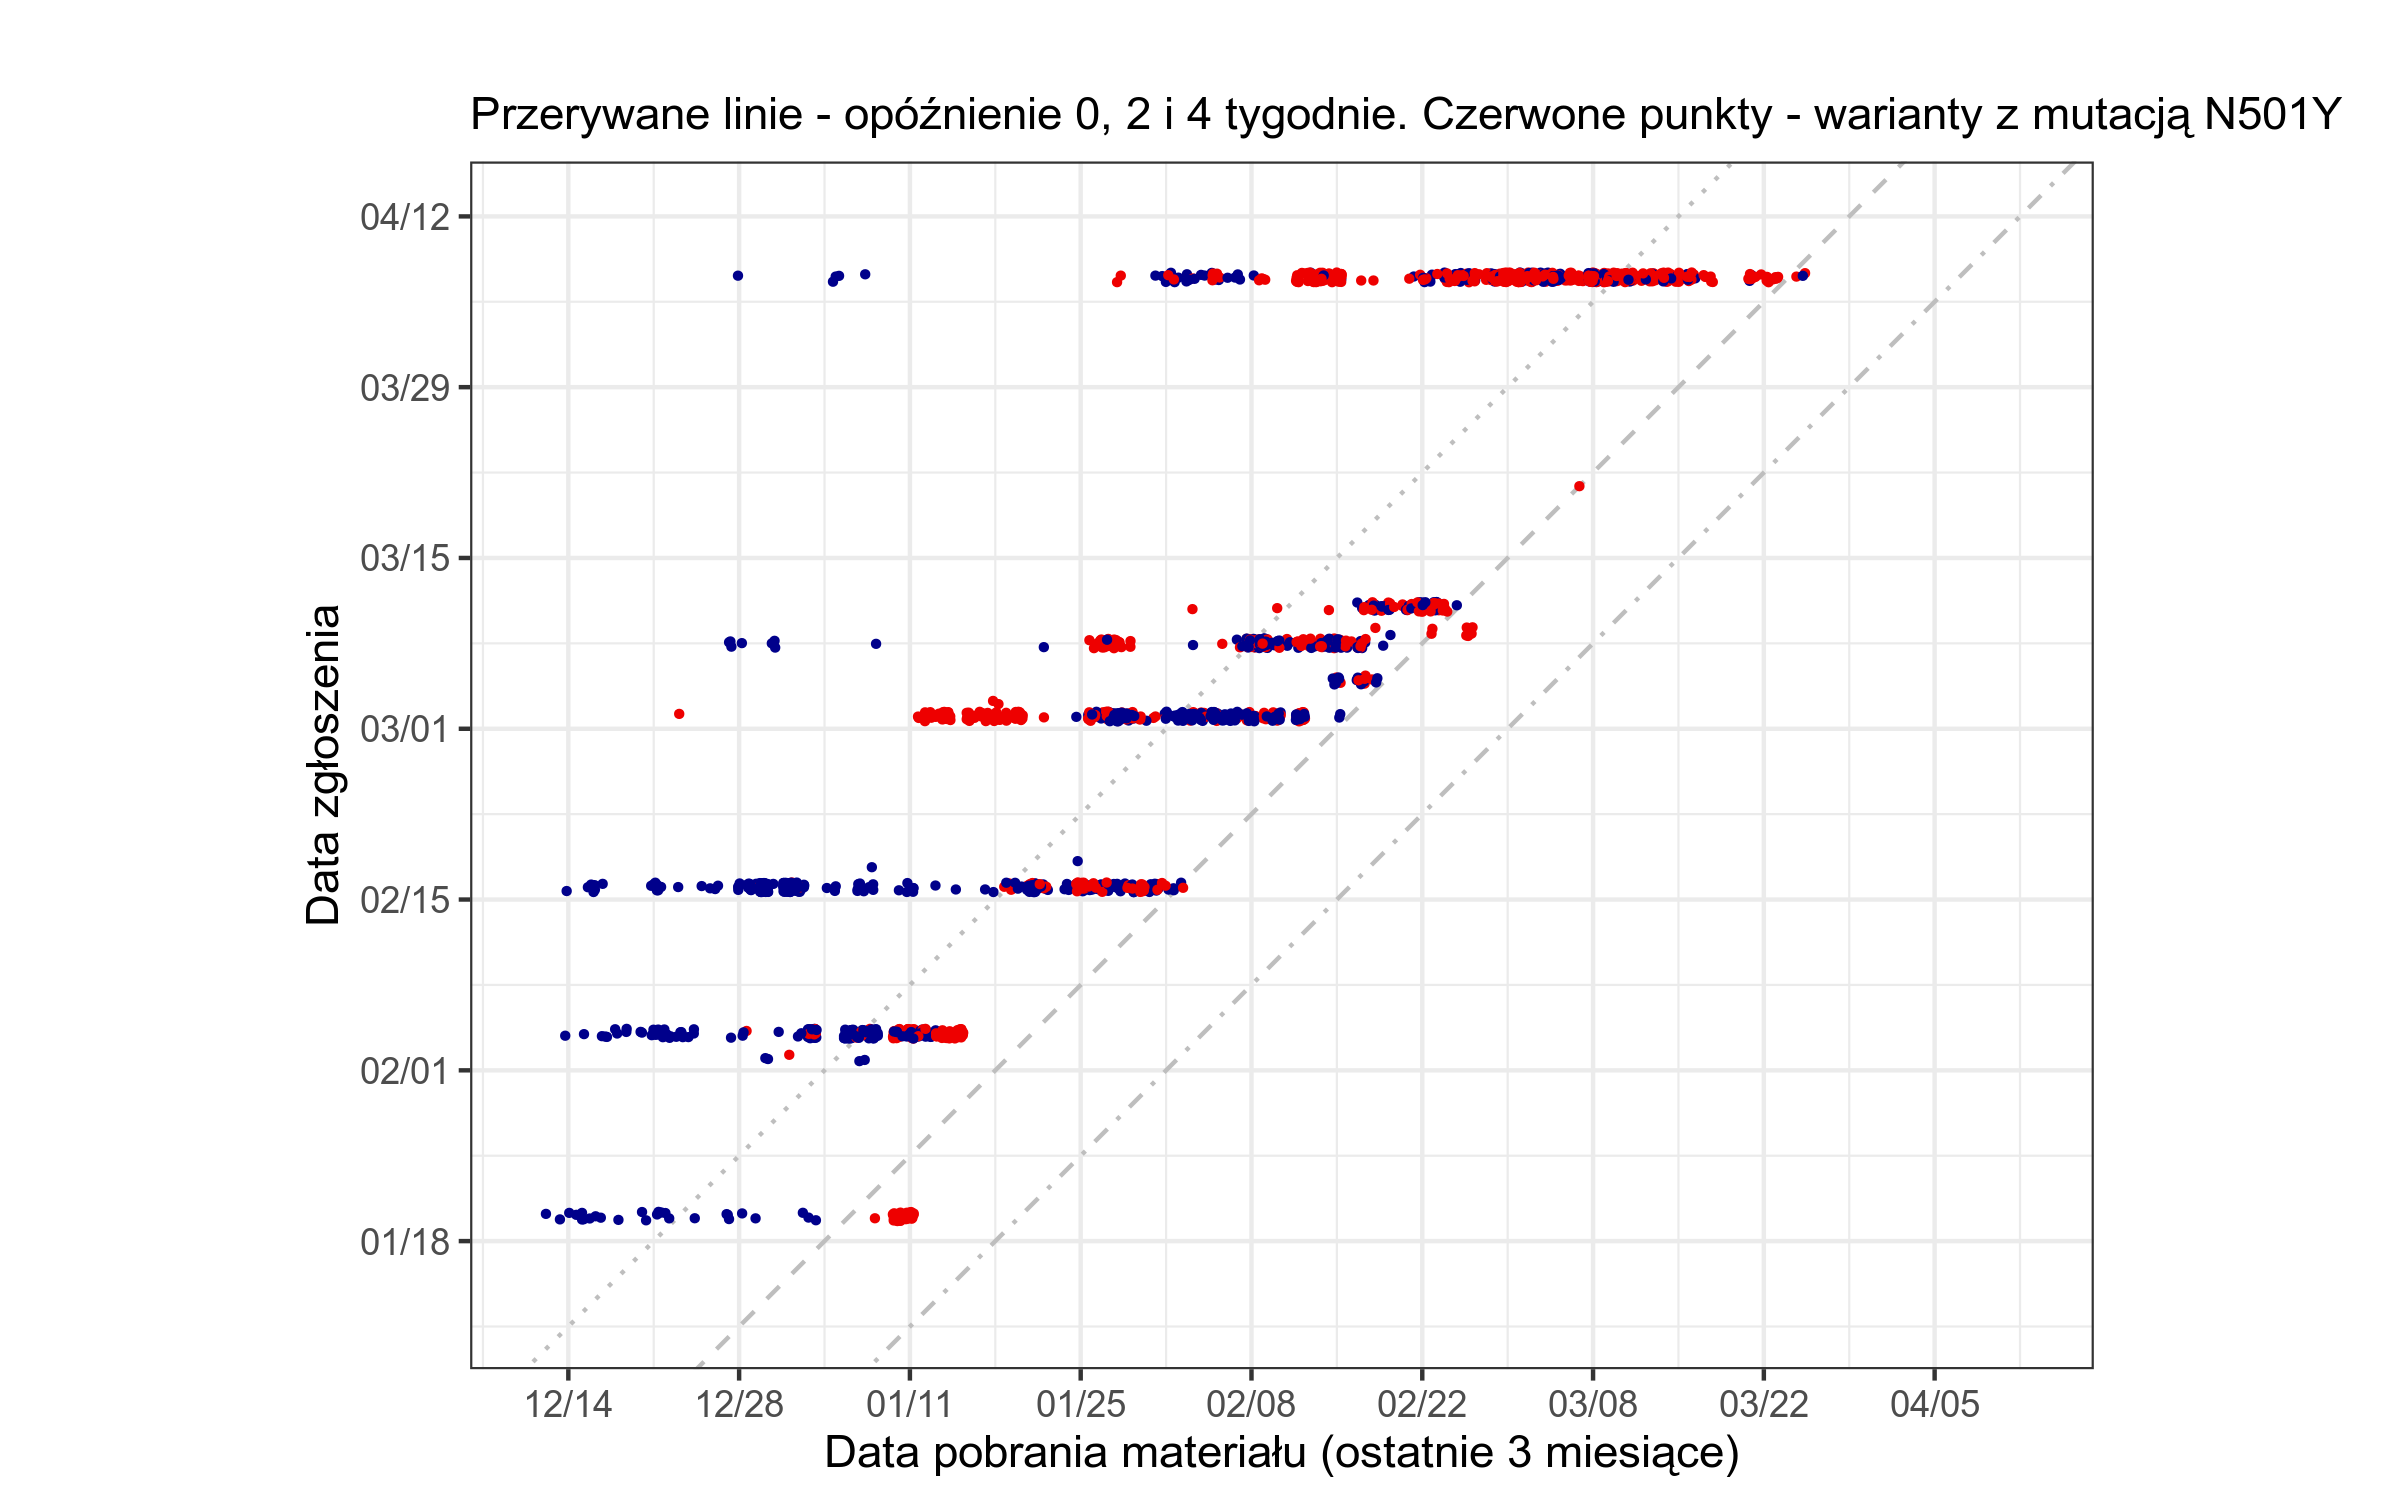 Przerywane linie - opóźnienie 0, 2 i 4 tygodnie. Czerwone punkty - warianty z mutacją N501Y
Data zgłoszenia
04/12
03/29
03/15
03/01
02/15
02/01
01/18
12/14 12/28 01/11 01/25 02/08 02/22 03/08 03/22 04/05
Data pobrania materiału (ostatnie 3 miesiące)